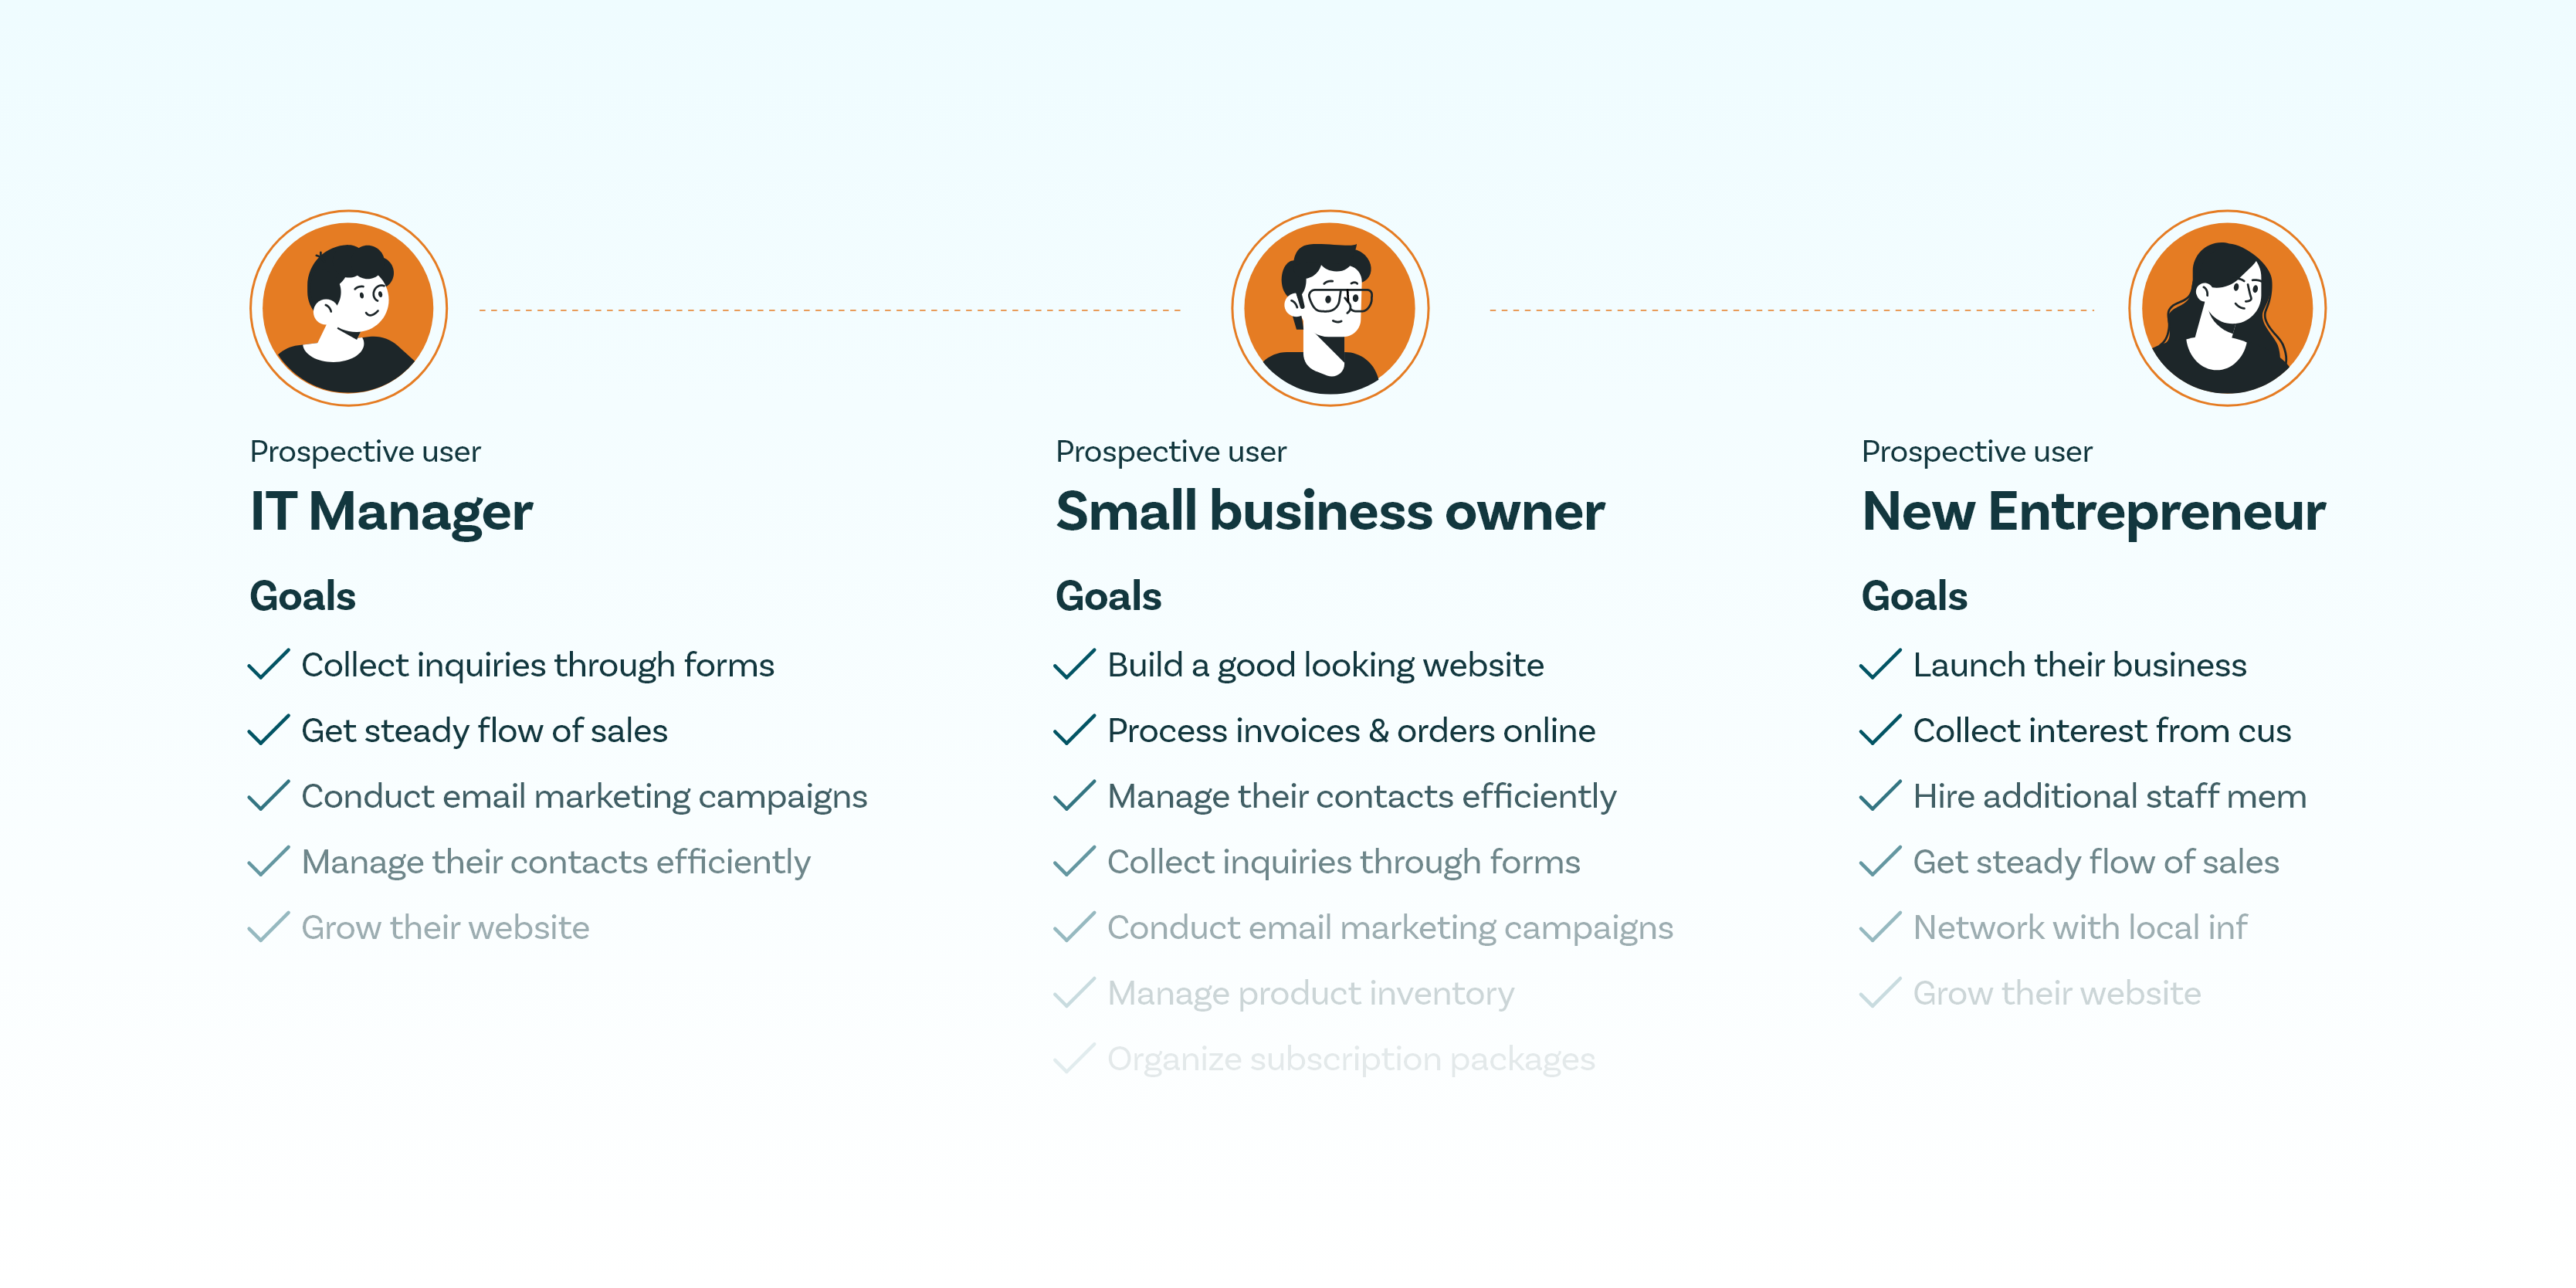 Prospective user
IT Manager
Goals
Collect inquiries through forms
Get steady flow of sales
Conduct email marketing campaigns
Manage their contacts efficiently
Grow their website
Prospective user
Small business owner
Goals
Build a good looking website
Process invoices & orders online
Manage their contacts efficiently
Collect inquiries through forms
Conduct email marketing campaigns
Manage product inventory
Organize subscription packages
Prospective user
New Entrepreneur
Goals
Launch their business
Collect interest from cus
Hire additional staff mem
Get steady flow of sales
Network with local inf
Grow their website